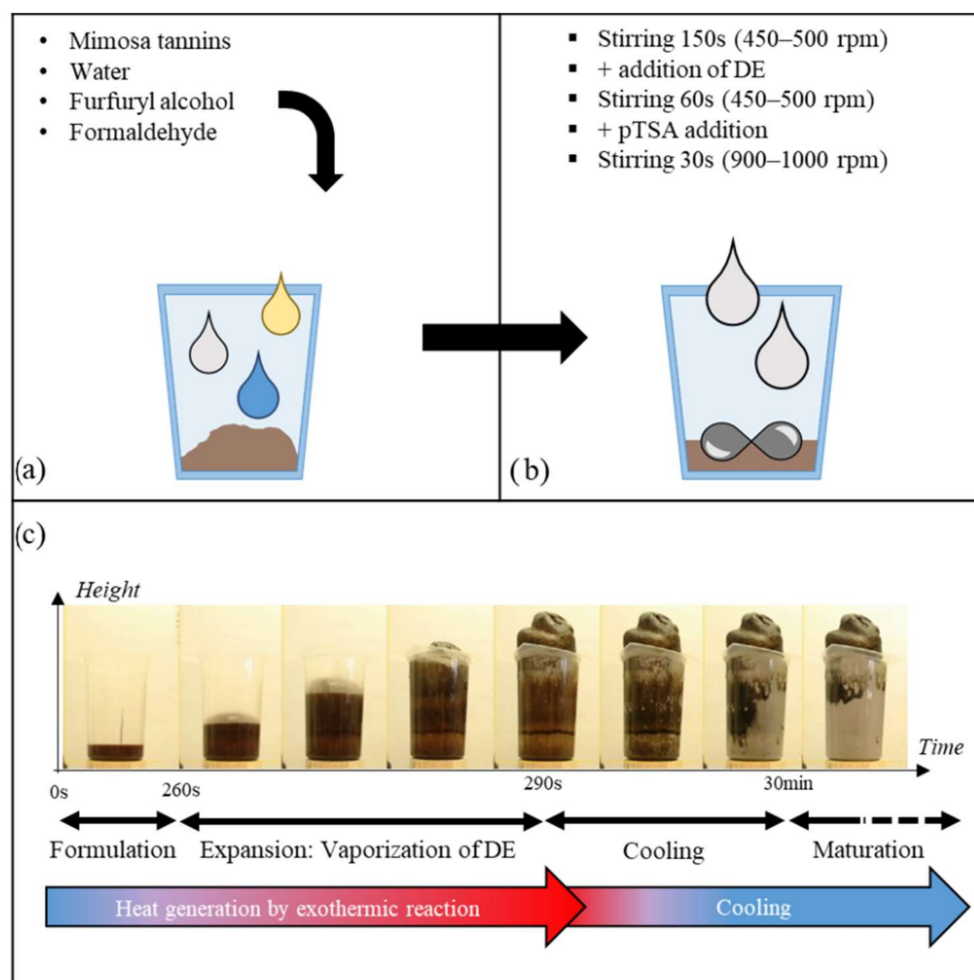 • Mimosa tannins
• Water
• Furfuryl alcohol
• Formaldehyde
(a)
▪ Stirring 150s (450–500 rpm)
▪ + addition of DE
▪ Stirring 60s (450–500 rpm)
▪ + pTSA addition
▪ Stirring 30s (900–1000 rpm)
(b)
(c)
Height
Time
0s 260s 290s 30min
Formulation Expansion: Vaporization of DE Cooling Maturation
Heat generation by exothermic reaction Cooling